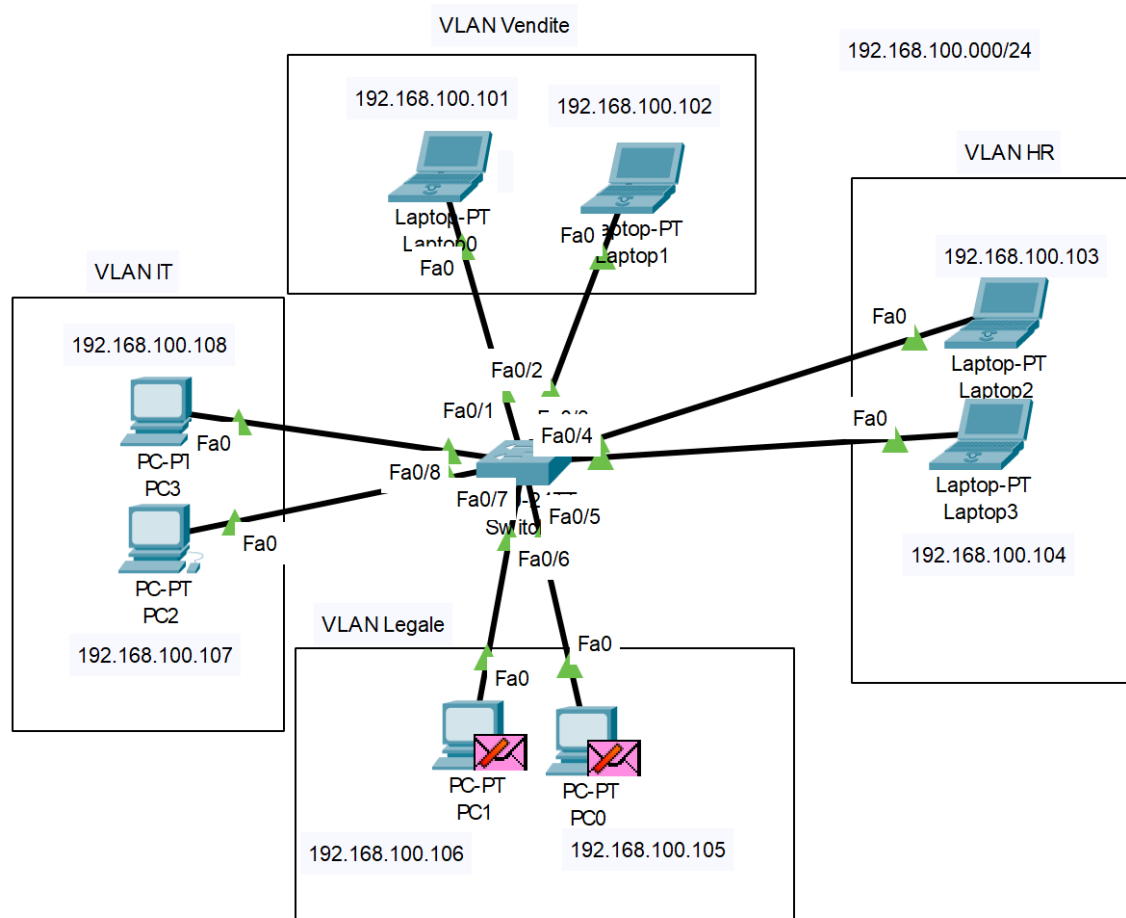 VLAN Vendite
192.168.100.000/24
192.168.100.101
192.168.100.102
VLAN HR
Laptop-PT
Laptop0
Fa0
Fa0
Laptop1
192.168.100.103
VLAN IT
Fa0
192.168.100.108
Laptop-PT
Laptop2
Fa0/2
Fa0/1
Fa0/4
Fa0
Fa0
PC3
Fa0/8
Fa0/7
Fa0/5
Laptop-PT
Laptop3
Fa0
Fa0/6
192.168.100.104
PC-PT
PC2
192.168.100.107
VLAN Legale
Fa0
Fa0
PC-PT
PC1
PC-PT
PC0
192.168.100.106
192.168.100.105